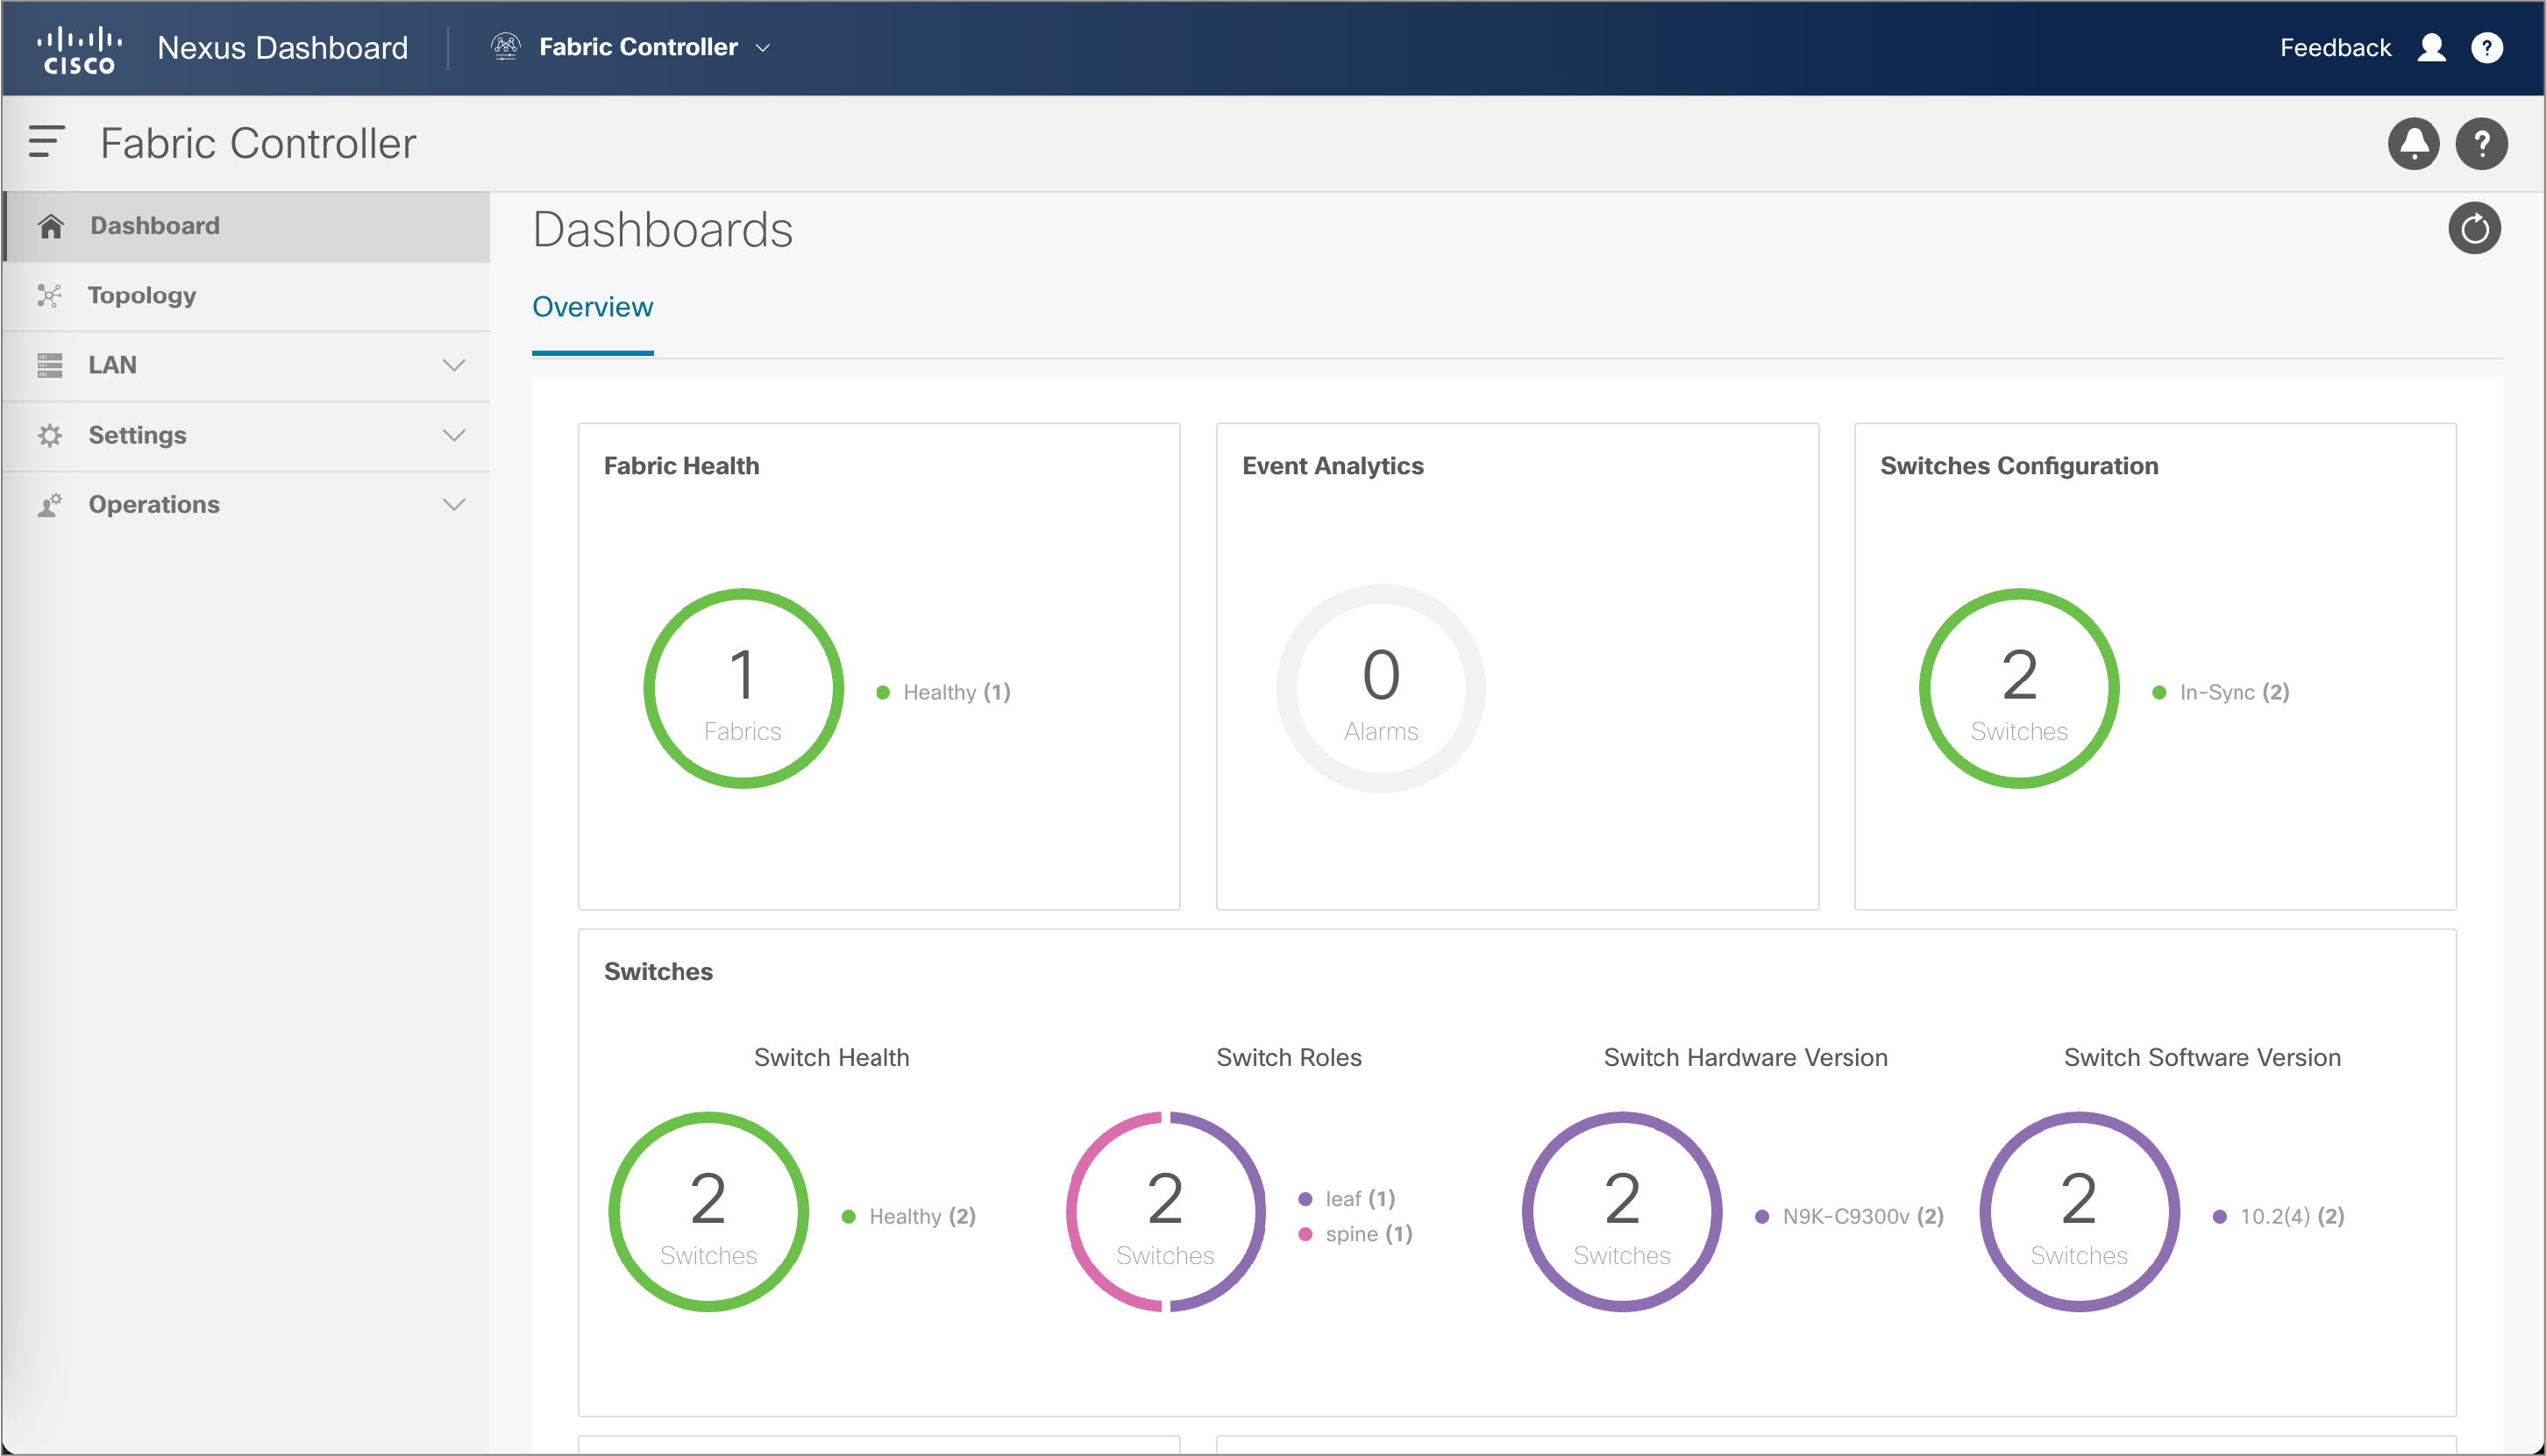 CISCO
Nexus Dashboard
Fabric Controller
Feedback
?
Fabric Controller
?
Dashboard
Topology
LAN
Settings
Operations
Dashboards
Overview
Fabric Health
1
Fabrics
Healthy (1)
Event Analytics
0
Alarms
Switches Configuration
2
Switches
In-Sync (2)
Switches
Switch Health
2
Switches
Healthy (2)
Switch Roles
2
Switches
leaf (1)
spine (1)
Switch Hardware Version
2
Switches
N9K-C9300v (2)
Switch Software Version
2
Switches
10.2(4) (2)